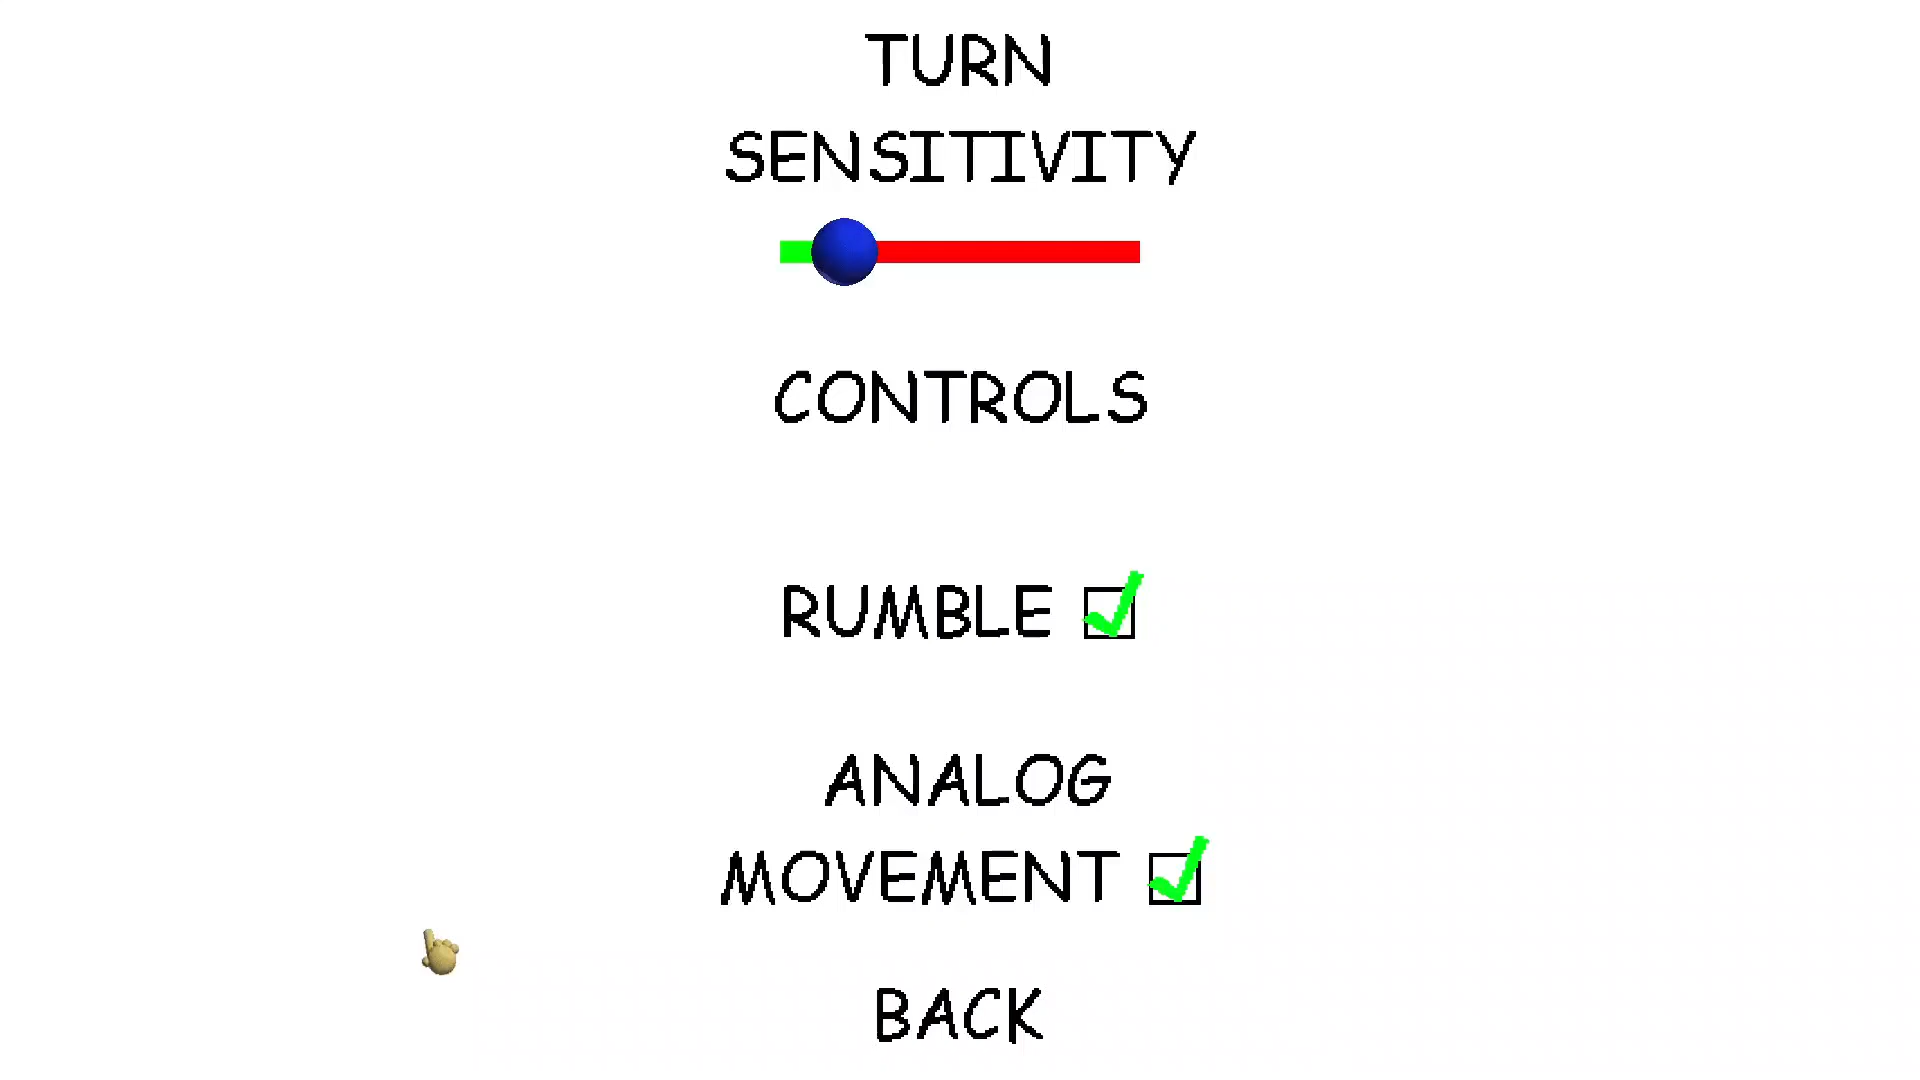 TURN
SENSITIVITY
CONTROLS
RUMBLE
ANALOG
MOVEMENT
BACK